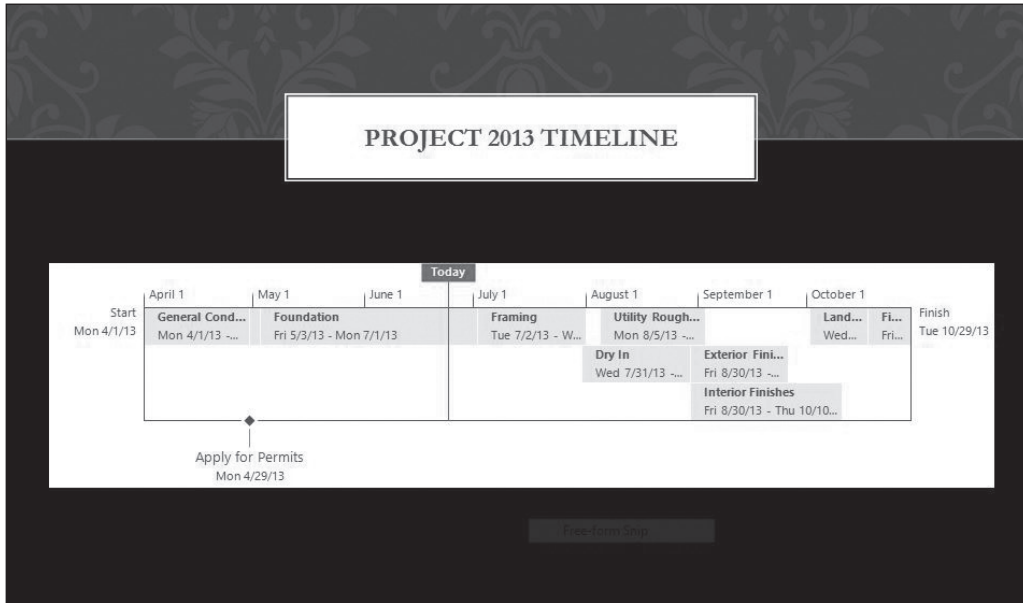 PROJECT 2013 TIMELINE
Today
April 1 May 1 June 1 July 1 August 1 September 1 October 1
Start
Mon 4/1/13
General Cond...
Mon 4/1/13 -...
Foundation
Fri 5/3/13 - Mon 7/1/13
Framing
Tue 7/2/13 - W...
Utility Rough...
Mon 8/5/13 -...
Land...
Wed...
Fi...
Fri...
Finish
Tue 10/29/13
Dry In
Wed 7/31/13 -...
Exterior Fini...
Fri 8/30/13 -...
Interior Finishes
Fri 8/30/13 - Thu 10/10...
Apply for Permits
Mon 4/29/13
Free-form Snip